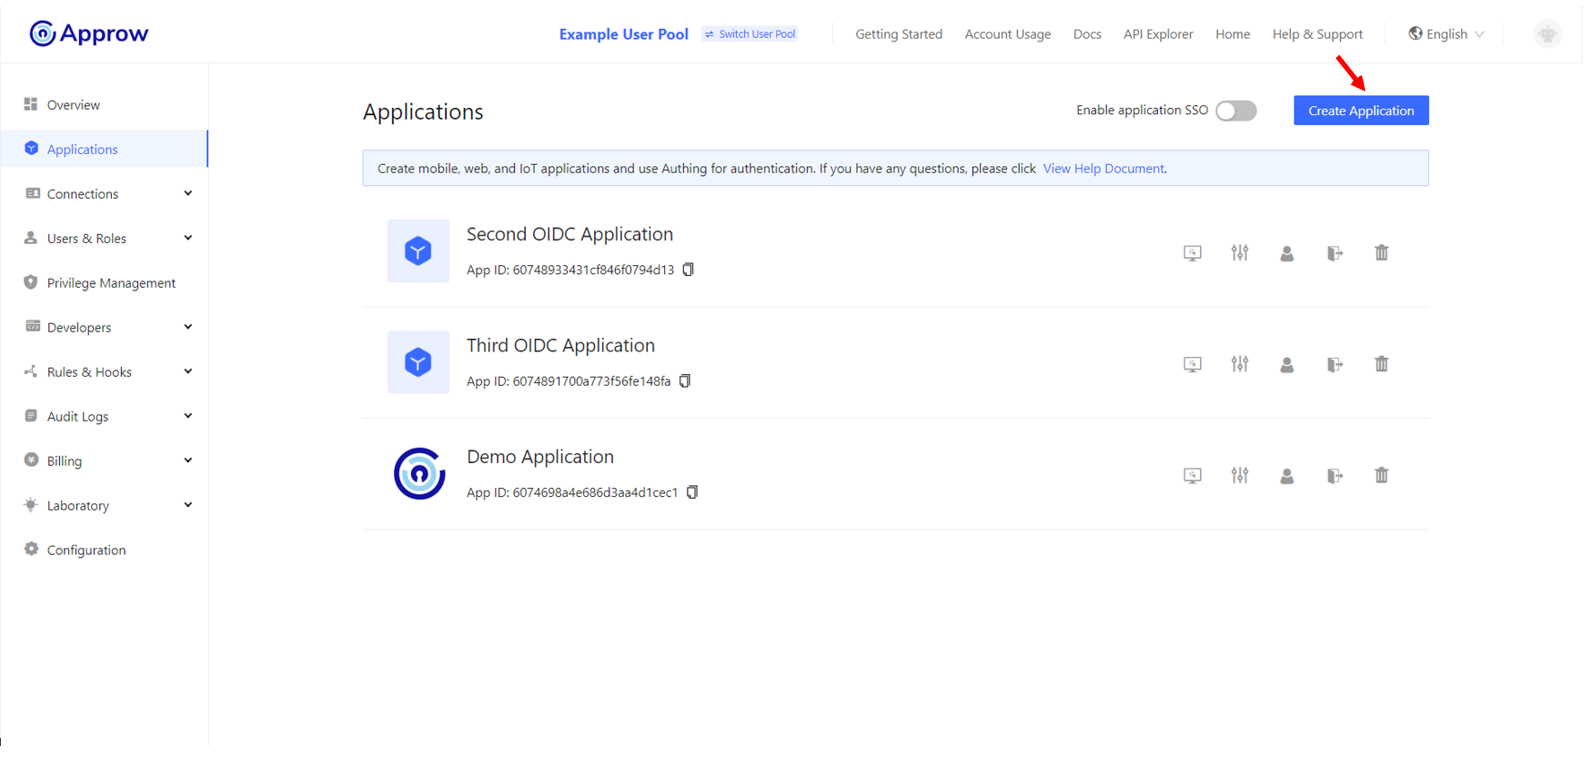 Approw
Example User Pool
Switch User Pool
Getting Started
Account Usage
Docs
API Explorer
Home
Help & Support
English
Overview
Applications
Connections
Users & Roles
Privilege Management
Developers
Rules & Hooks
Audit Logs
Billing
Laboratory
Configuration
Applications
Enable application SSO
Create Application
Create mobile, web, and IoT applications and use Authing for authentication. If you have any questions, please click View Help Document.
Second OIDC Application
App ID: 60748933431cf846f0794d13
Third OIDC Application
App ID: 6074891700a773f56fe148fa
Demo Application
App ID: 6074698a4e686d3aa4d1cec1